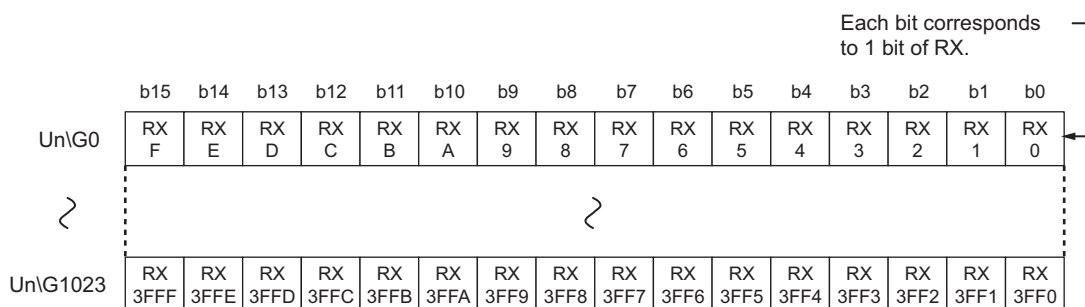 Each bit corresponds
to 1 bit of RX.
b15 b14 b13 b12 b11 b10 b9 b8 b7 b6 b5 b4 b3 b2 b1 b0
Un\G0
RX RX RX RX RX RX RX RX RX RX RX RX RX RX RX RX
F E D C B A 9 8 7 6 5 4 3 2 1 0
Un\G1023
RX RX RX RX RX RX RX RX RX RX RX RX RX RX RX RX
3FFF 3FFE 3FFD 3FFC 3FFB 3FFA 3FF9 3FF8 3FF7 3FF6 3FF5 3FF4 3FF3 3FF2 3FF1 3FF0